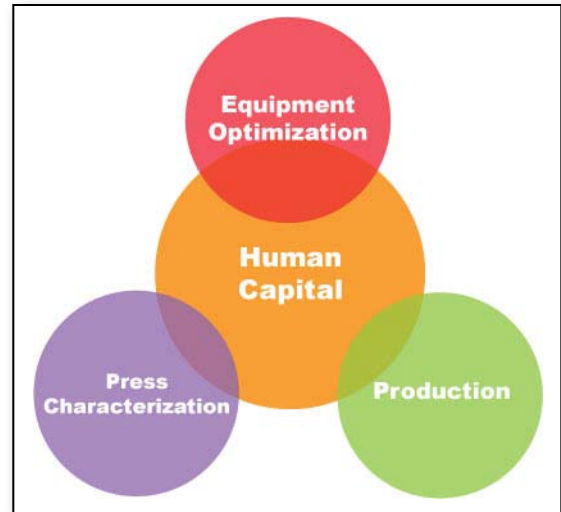 Equipment
Optimization
Human
Capital
Press
Characterization
Production